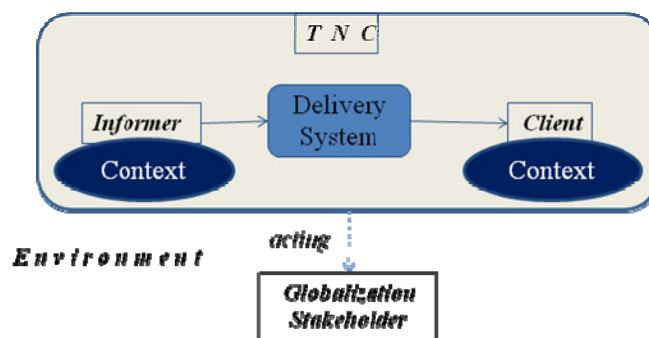 T N C
Informer
Delivery
System
Client
Context
Context
acting
Environment
Globalization
Stakeholder